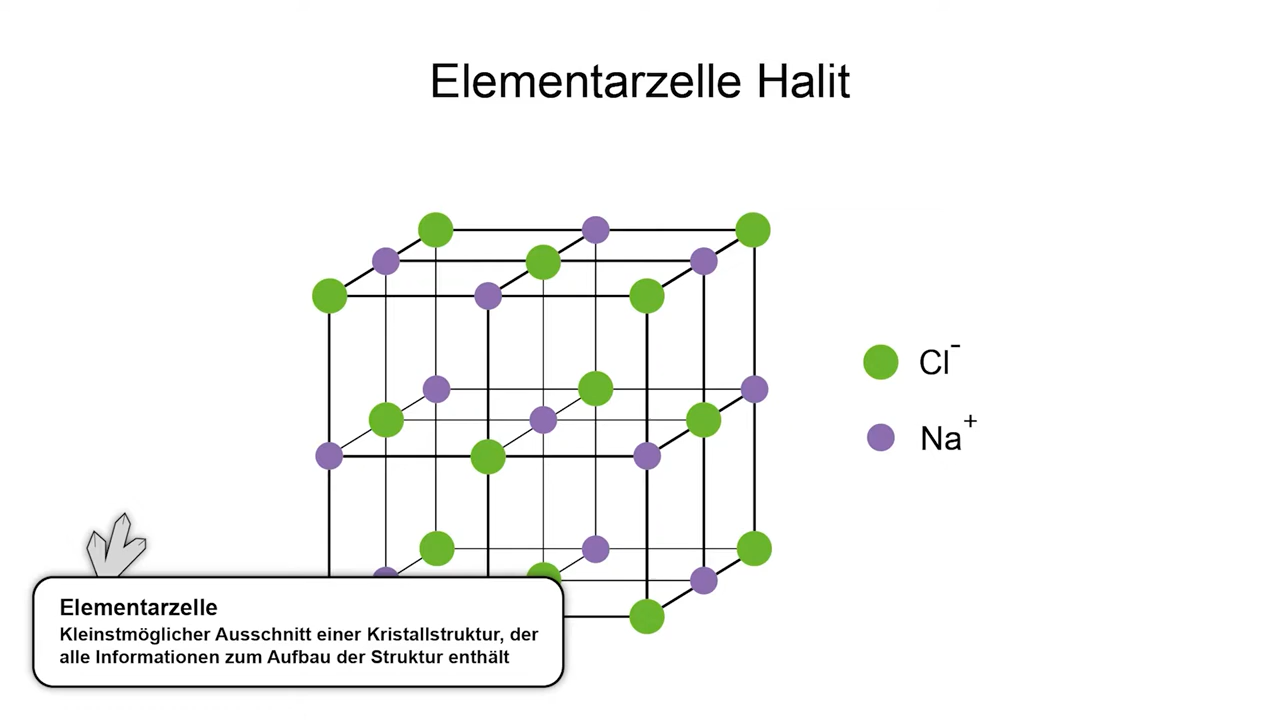 Elementarzelle Halit
Cl⁻
Na⁺
Elementarzelle
Kleinstmöglicher Ausschnitt einer Kristallstruktur, der
alle Informationen zum Aufbau der Struktur enthält